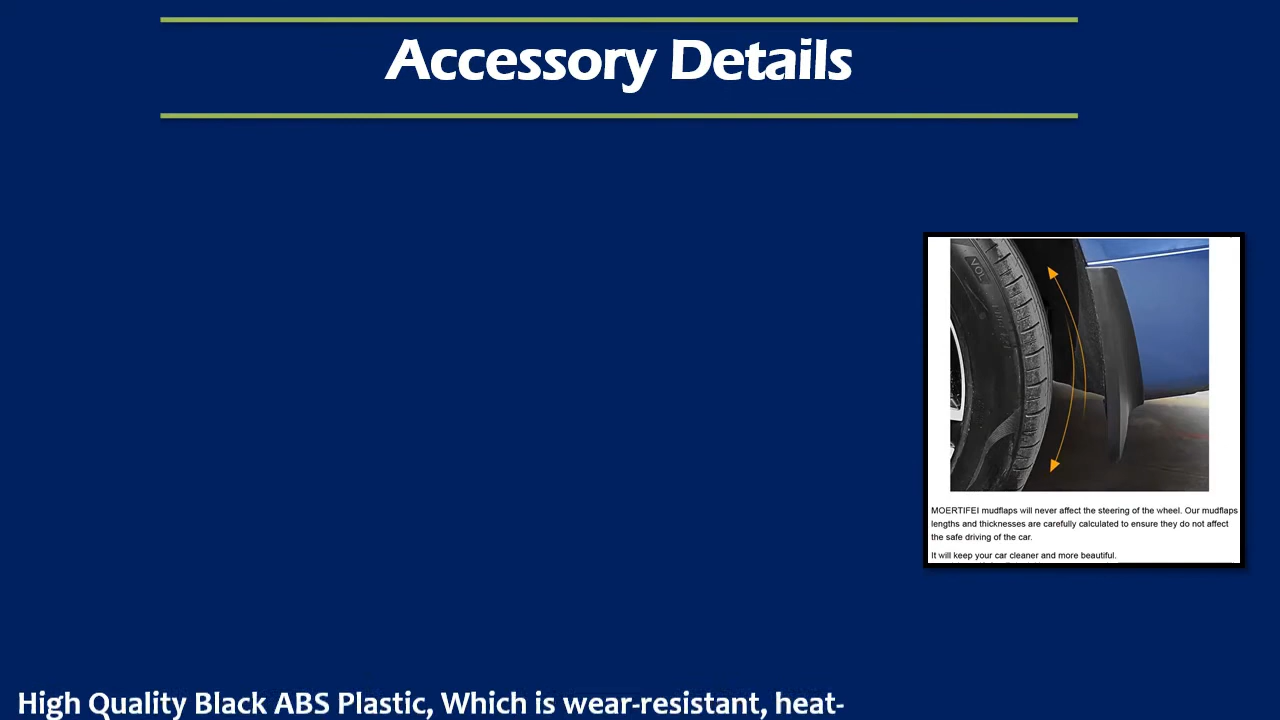 Accessory Details
VOL
MOERTIFEI mudflaps will never affect the steering of the wheel. Our mudflaps
lengths and thicknesses are carefully calculated to ensure they do not affect
the safe driving of the car.
It will keep your car cleaner and more beautiful.
High Quality Black ABS Plastic, Which is wear-resistant, heat-